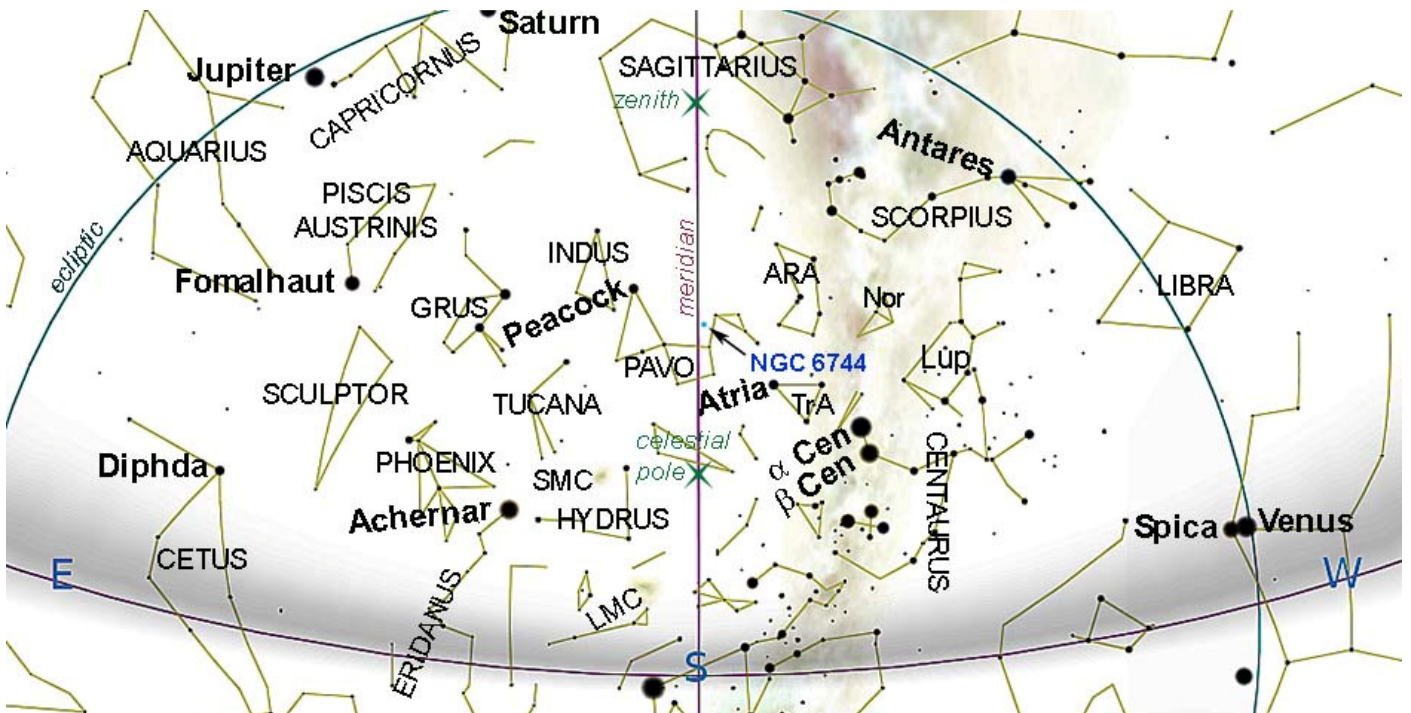 Saturn
Jupiter
CAPRICORNUS
SAGITTARIUS
zenith
AQUARIUS
Antares
PISCIS
AUSTRINIS
SCORPIUS
ecliptic
INDUS
meridian
ARA
Fomalhaut
LIBRA
GRUS
Peacock
Nor
PAVO
NGC 6744
Lup
SCULPTOR
TUCANA
Atria
TrA
celestial
pole
α Cen
β Cen
CENTAURUS
Diphda
PHOENIX
SMC
Achernar
HYDRUS
Spica
Venus
CETUS
E
W
ERIDANUS
LMC
S